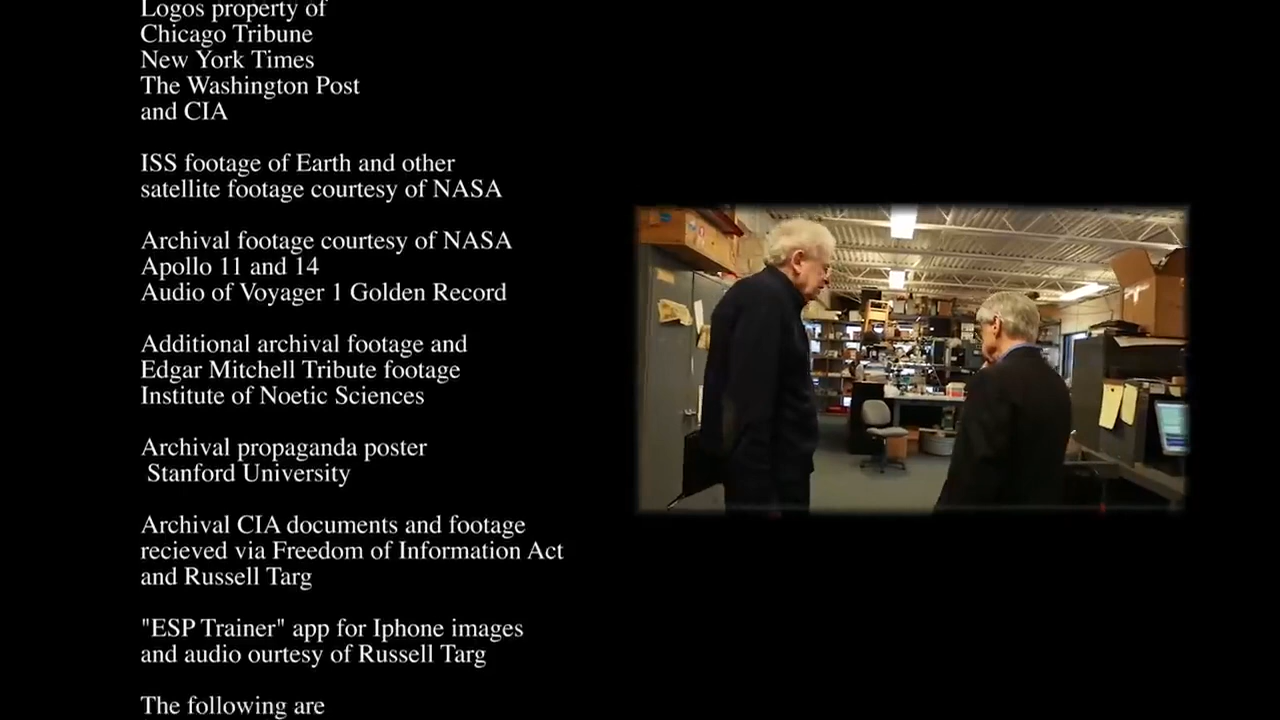 Logos property of
Chicago Tribune
New York Times
The Washington Post
and CIA
ISS footage of Earth and other
satellite footage courtesy of NASA
Archival footage courtesy of NASA
Apollo 11 and 14
Audio of Voyager 1 Golden Record
Additional archival footage and
Edgar Mitchell Tribute footage
Institute of Noetic Sciences
Archival propaganda poster
Stanford University
Archival CIA documents and footage
recieved via Freedom of Information Act
and Russell Targ
"ESP Trainer" app for Iphone images
and audio ourtesy of Russell Targ
The following are